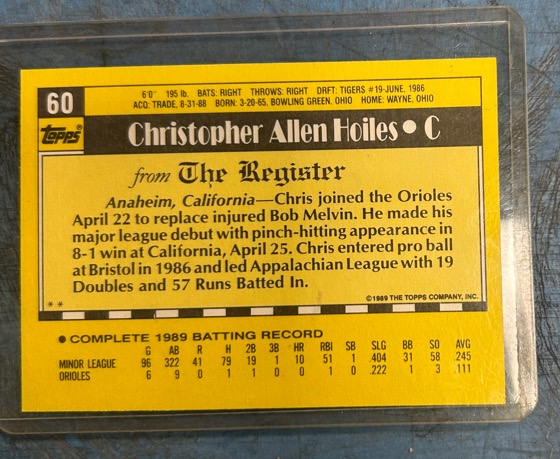 60
6'0" 195 lb. BATS: RIGHT THROWS: RIGHT DRFT: TIGERS #19-JUNE, 1986
ACQ: TRADE, 8-31-88 BORN: 3-20-65, BOWLING GREEN, OHIO HOME: WAYNE, OHIO
topps®
Christopher Allen Hoiles • C
from The Register
Anaheim, California—Chris joined the Orioles
April 22 to replace injured Bob Melvin. He made his
major league debut with pinch-hitting appearance in
8-1 win at California, April 25. Chris entered pro ball
at Bristol in 1986 and led Appalachian League with 19
Doubles and 57 Runs Batted In.
** ©1989 THE TOPPS COMPANY, INC.
• COMPLETE 1989 BATTING RECORD
G AB R H 2B 3B HR RBI SB SLG BB SO AVG
MINOR LEAGUE 96 322 41 79 19 1 10 51 1 .404 31 58 .245
ORIOLES 6 9 0 1 1 0 0 1 0 .222 1 3 .111